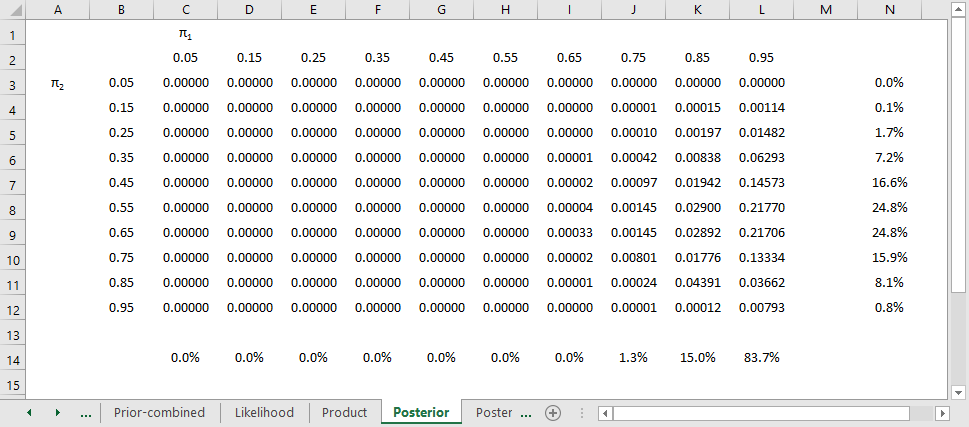 A B C D E F G H I J K L M N
1 π1
2 0.05 0.15 0.25 0.35 0.45 0.55 0.65 0.75 0.85 0.95
3 π2 0.05 0.00000 0.00000 0.00000 0.00000 0.00000 0.00000 0.00000 0.00000 0.00000 0.00000 0.0%
4 0.15 0.00000 0.00000 0.00000 0.00000 0.00000 0.00000 0.00000 0.00001 0.00015 0.00114 0.1%
5 0.25 0.00000 0.00000 0.00000 0.00000 0.00000 0.00000 0.00000 0.00010 0.00197 0.01482 1.7%
6 0.35 0.00000 0.00000 0.00000 0.00000 0.00000 0.00000 0.00001 0.00042 0.00838 0.06293 7.2%
7 0.45 0.00000 0.00000 0.00000 0.00000 0.00000 0.00000 0.00002 0.00097 0.01942 0.14573 16.6%
8 0.55 0.00000 0.00000 0.00000 0.00000 0.00000 0.00000 0.00004 0.00145 0.02900 0.21770 24.8%
9 0.65 0.00000 0.00000 0.00000 0.00000 0.00000 0.00000 0.00033 0.00145 0.02892 0.21706 24.8%
10 0.75 0.00000 0.00000 0.00000 0.00000 0.00000 0.00000 0.00002 0.00801 0.01776 0.13334 15.9%
11 0.85 0.00000 0.00000 0.00000 0.00000 0.00000 0.00000 0.00001 0.00024 0.04391 0.03662 8.1%
12 0.95 0.00000 0.00000 0.00000 0.00000 0.00000 0.00000 0.00000 0.00001 0.00012 0.00793 0.8%
13
14 0.0% 0.0% 0.0% 0.0% 0.0% 0.0% 0.0% 1.3% 15.0% 83.7%
15
... Prior-combined Likelihood Product Posterior Poster ...